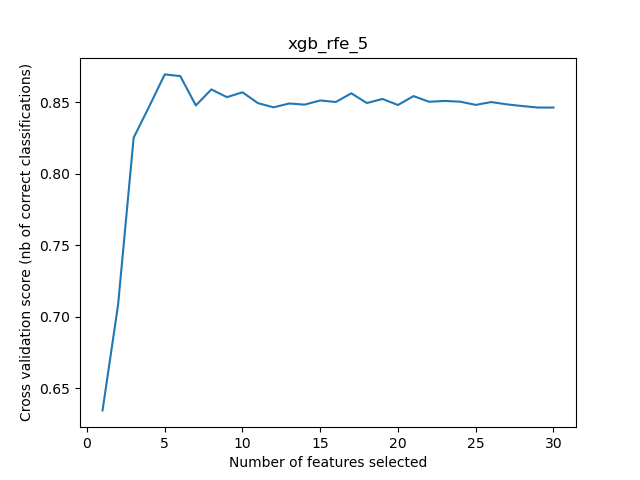 xgb_rfe_5
Cross validation score (nb of correct classifications)
0.85
0.80
0.75
0.70
0.65
0 5 10 15 20 25 30
Number of features selected